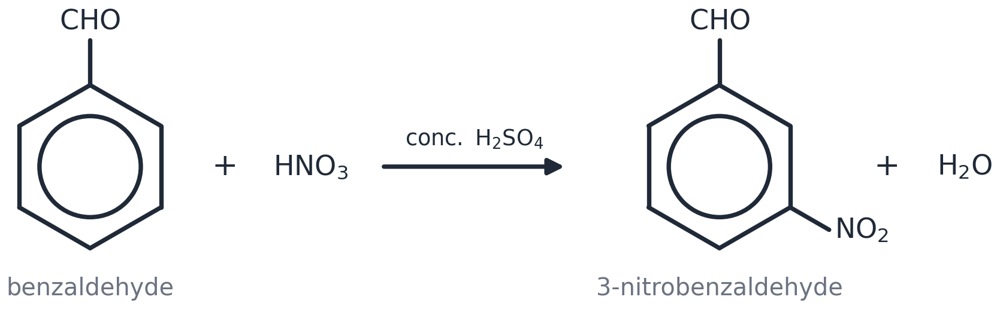 CHO CHO
conc. H₂SO₄
+ HNO₃ + H₂O
NO₂
benzaldehyde 3-nitrobenzaldehyde